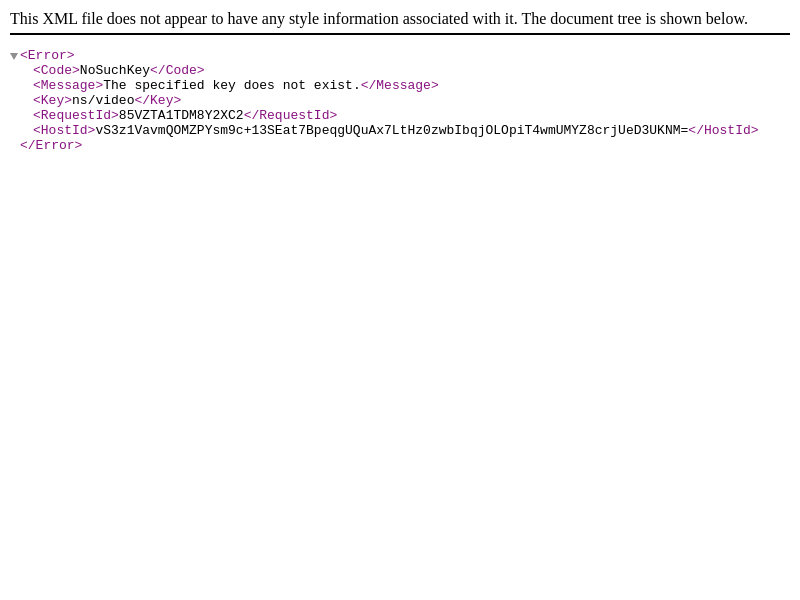 This XML file does not appear to have any style information associated with it. The document tree is shown below.
<Error>
<Code>NoSuchKey</Code>
<Message>The specified key does not exist.</Message>
<Key>ns/video</Key>
<RequestId>85VZTA1TDM8Y2XC2</RequestId>
<HostId>vS3z1VavmQOMZPYsm9c+13SEat7BpeqgUQuAx7LtHz0zwbIbqjOLOpiT4wmUMYZ8crjUeD3UKNM=</HostId>
</Error>